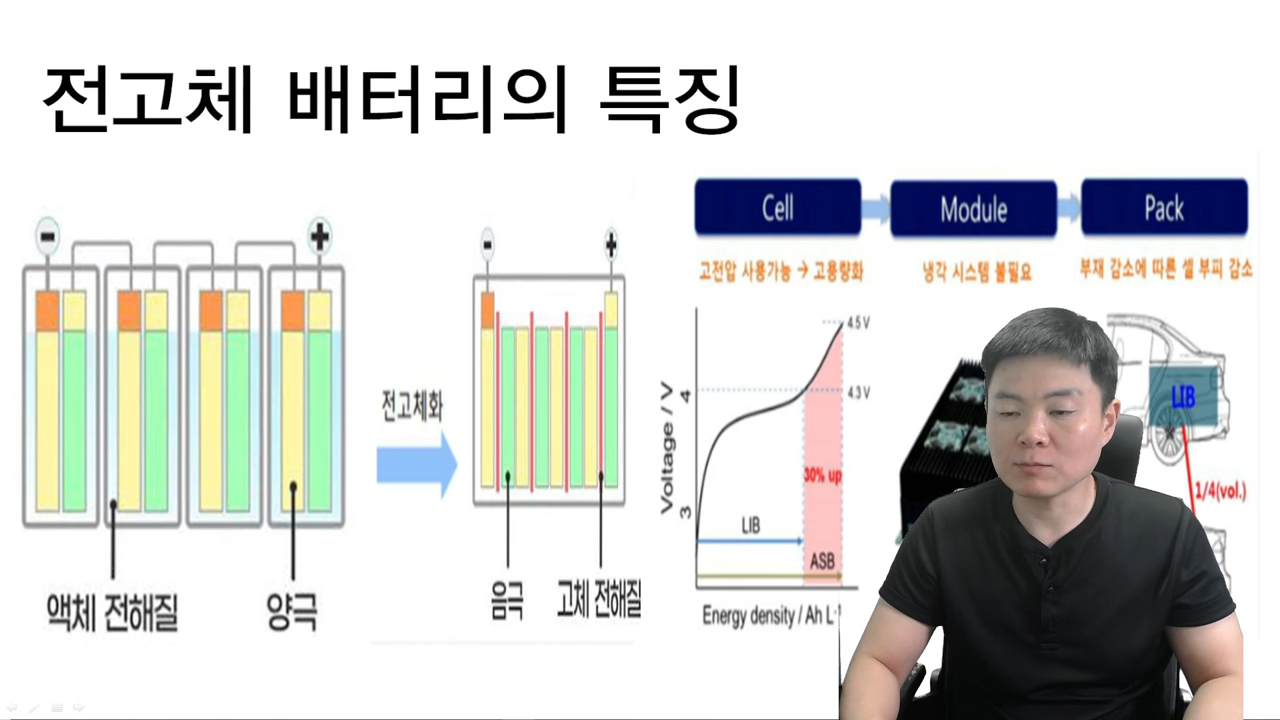 전고체 배터리의 특징
−
+
전고체화
액체 전해질
양극
−
+
음극
고체 전해질
Cell
Module
Pack
고전압 사용가능 → 고용량화
냉각 시스템 불필요
부재 감소에 따른 셀 부피 감소
4.5 V
4.3 V
Voltage / V
4
3
30% up
LIB
ASB
Energy density / Ah L⁻¹
LIB
1/4(vol.)